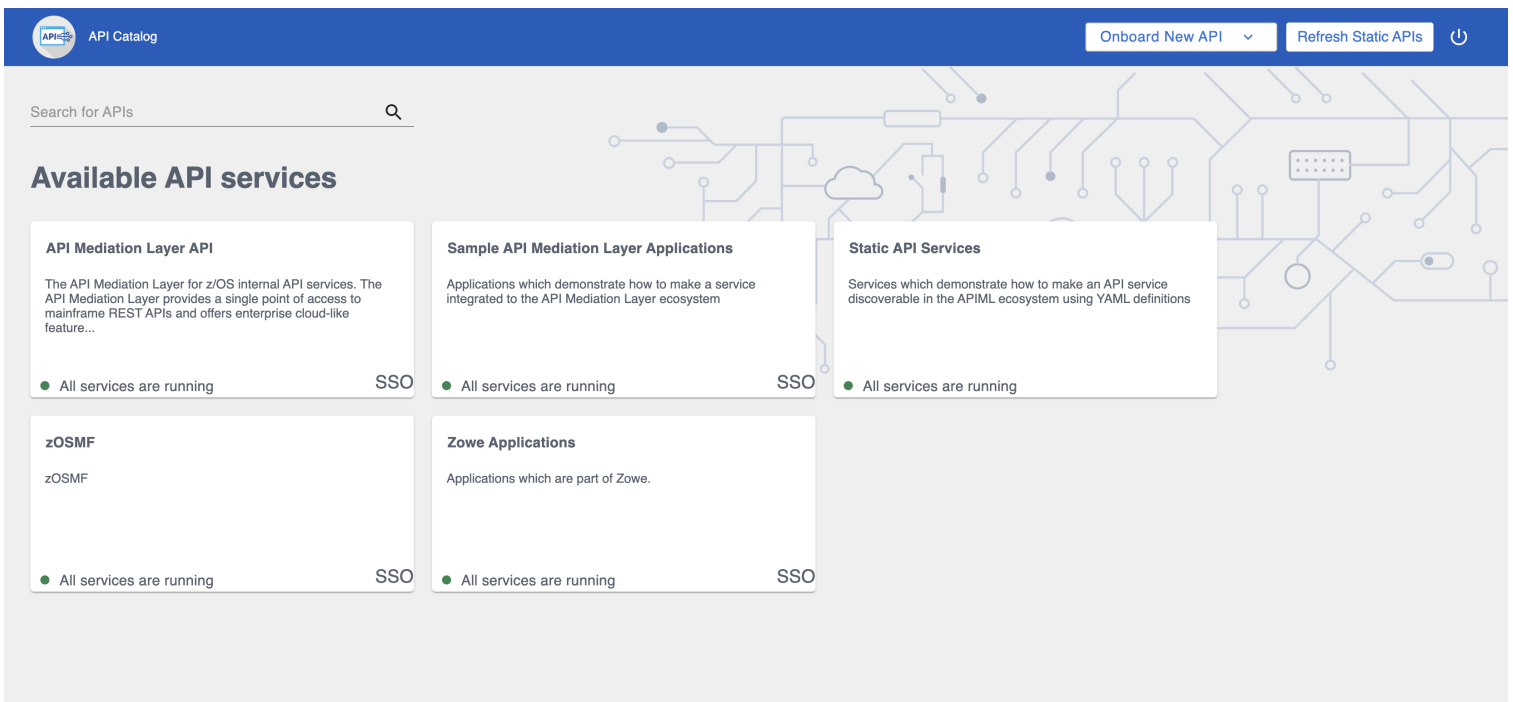 API
API Catalog
Onboard New API
Refresh Static APIs
Search for APIs
Available API services
API Mediation Layer API
The API Mediation Layer for z/OS internal API services. The
API Mediation Layer provides a single point of access to
mainframe REST APIs and offers enterprise cloud-like
feature...
All services are running
SSO
Sample API Mediation Layer Applications
Applications which demonstrate how to make a service
integrated to the API Mediation Layer ecosystem
All services are running
SSO
Static API Services
Services which demonstrate how to make an API service
discoverable in the APIML ecosystem using YAML definitions
All services are running
zOSMF
zOSMF
All services are running
SSO
Zowe Applications
Applications which are part of Zowe.
All services are running
SSO